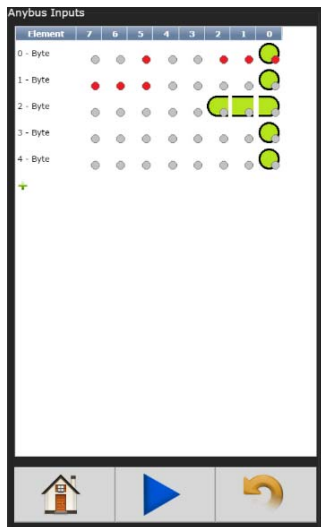 Anybus Inputs
Element 7 6 5 4 3 2 1 0
0 - Byte
1 - Byte
2 - Byte
3 - Byte
4 - Byte